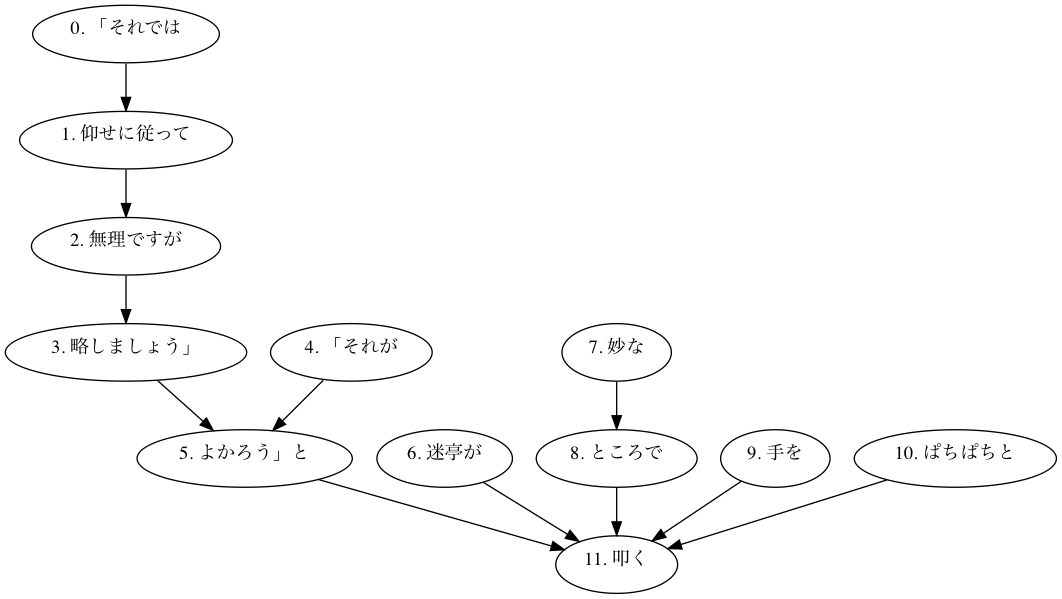 0. 「それでは
1. 仰せに従って
2. 無理ですが
3. 略しましょう」
4. 「それが
7. 妙な
5. よかろう」と
6. 迷亭が
8. ところで
9. 手を
10. ぱちぱちと
11. 叩く